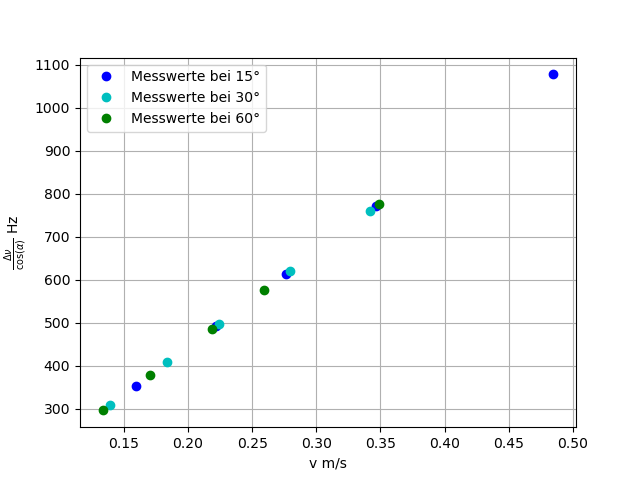 1100
1000
900
800
700
600
500
400
300
Δν/cos(α) Hz
Messwerte bei 15°
Messwerte bei 30°
Messwerte bei 60°
0.15 0.20 0.25 0.30 0.35 0.40 0.45 0.50
v m/s